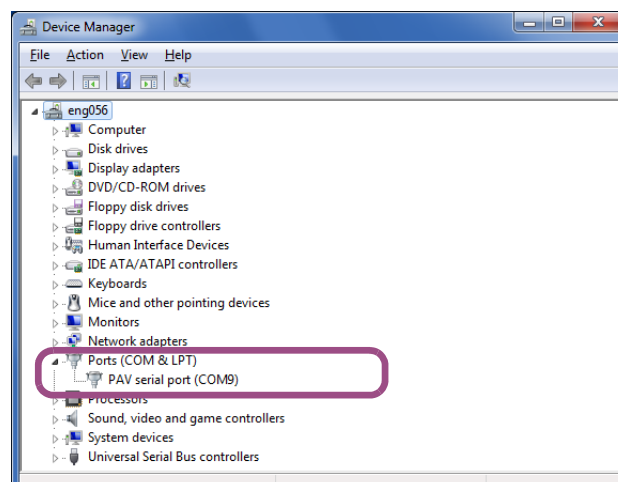 Device Manager
File Action View Help
eng056
Computer
Disk drives
Display adapters
DVD/CD-ROM drives
Floppy disk drives
Floppy drive controllers
Human Interface Devices
IDE ATA/ATAPI controllers
Keyboards
Mice and other pointing devices
Monitors
Network adapters
Ports (COM & LPT)
PAV serial port (COM9)
Processors
Sound, video and game controllers
System devices
Universal Serial Bus controllers